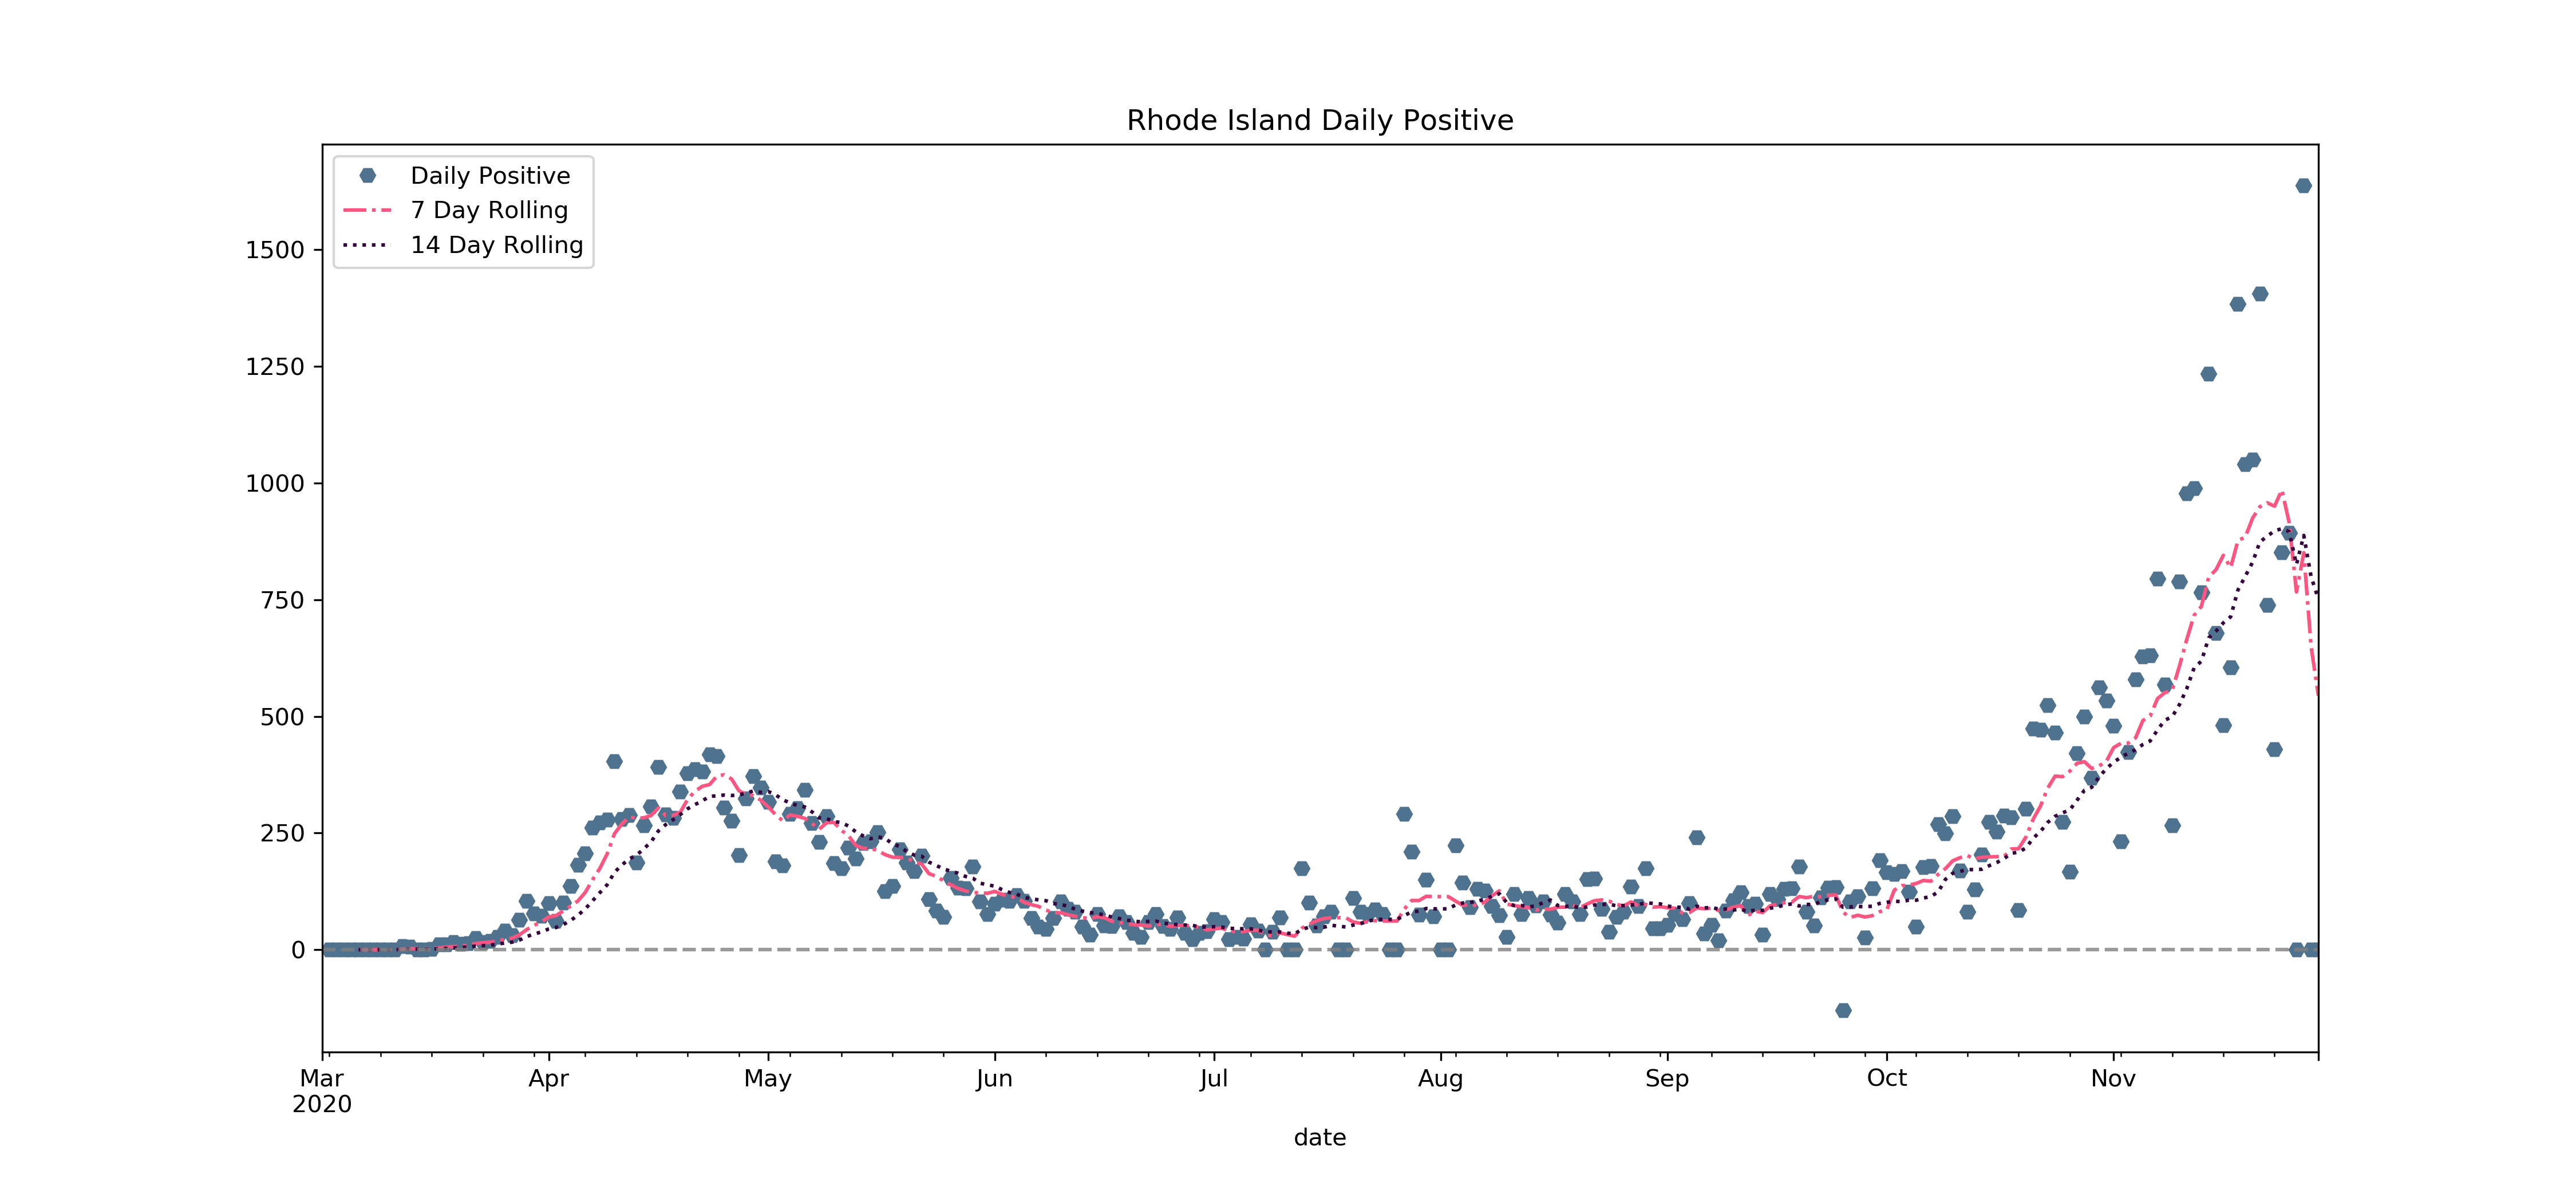 Rhode Island Daily Positive
Daily Positive
7 Day Rolling
14 Day Rolling
1500
1250
1000
750
500
250
0
Mar Apr May Jun Jul Aug Sep Oct Nov
2020
date